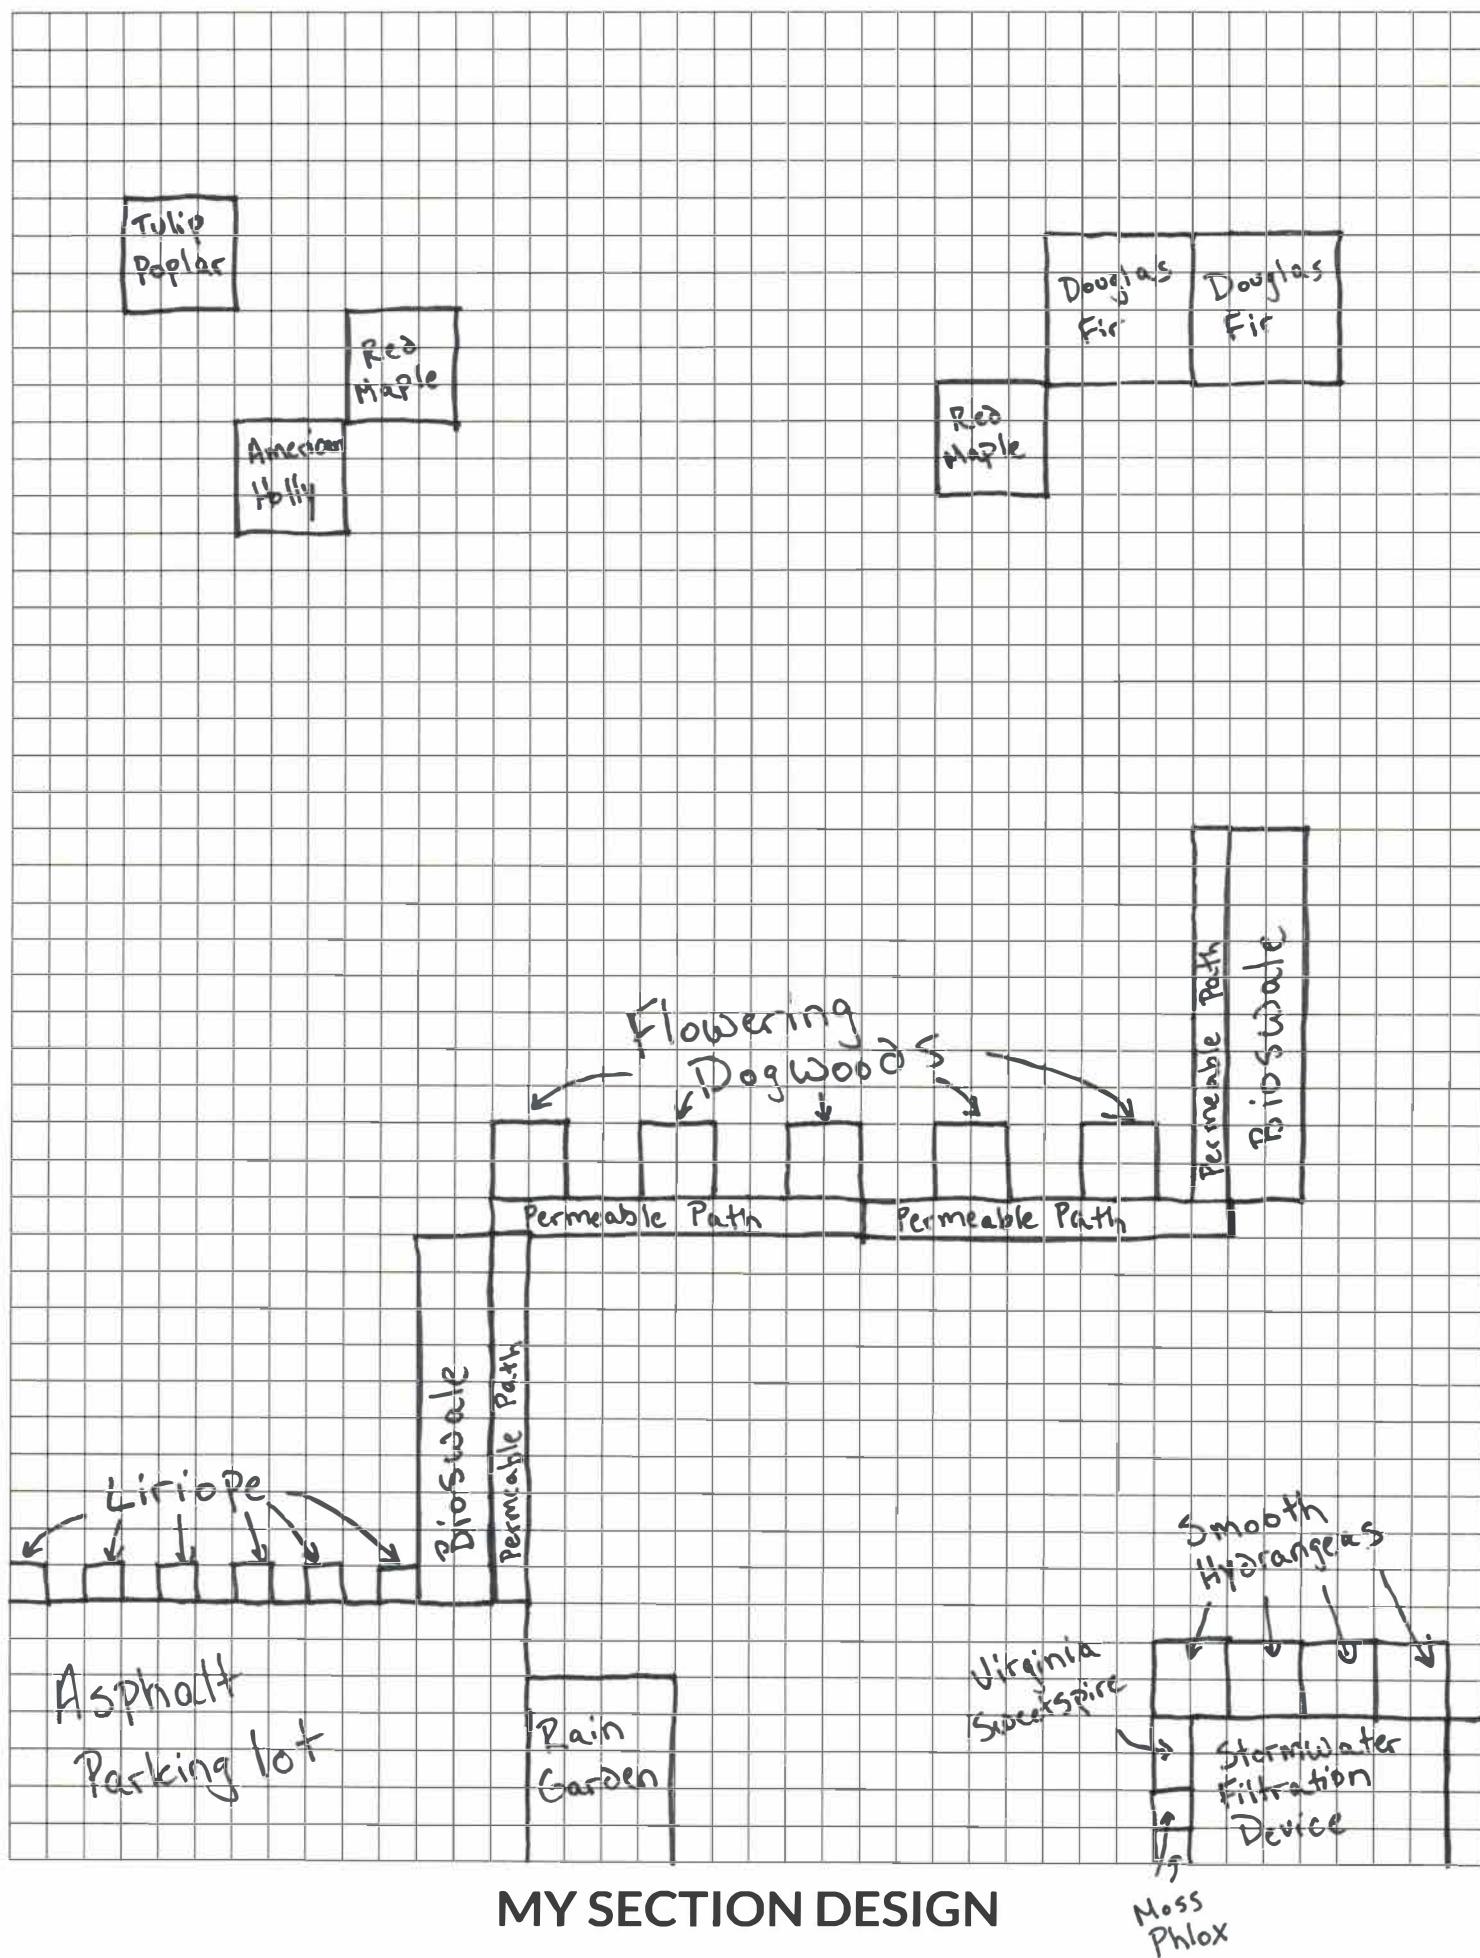 Tulip
Poplar
Douglas
Fir
Douglas
Fir
Red
Maple
American
Holly
Red
Maple
Permeable Path
Bioswale
Flowering
Dogwoods
Permeable Path
Permeable Path
Bioswale
Permeable Path
Liriope
Smooth
Hydrangeas
Virginia
Sweetspire
Asphalt
Parking lot
Rain
Garden
Stormwater
Filtration
Device
MY SECTION DESIGN
Moss
Phlox